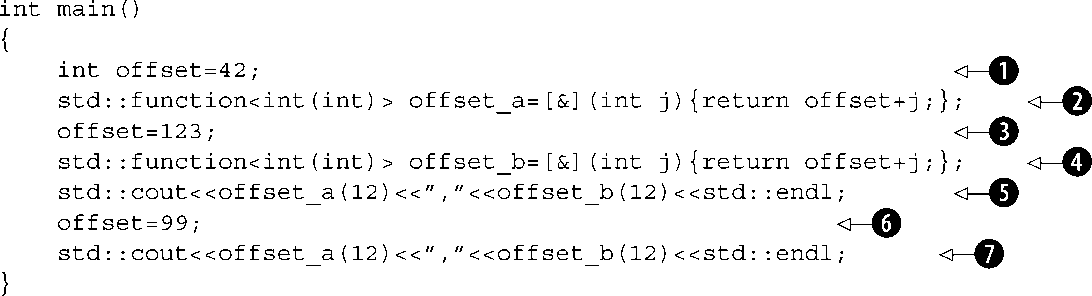 int main()
{
    int offset=42; 1
    std::function<int(int)> offset_a=[&](int j){return offset+j;}; 2
    offset=123; 3
    std::function<int(int)> offset_b=[&](int j){return offset+j;}; 4
    std::cout<<offset_a(12)<<”,”<<offset_b(12)<<std::endl; 5
    offset=99; 6
    std::cout<<offset_a(12)<<”,”<<offset_b(12)<<std::endl; 7
}